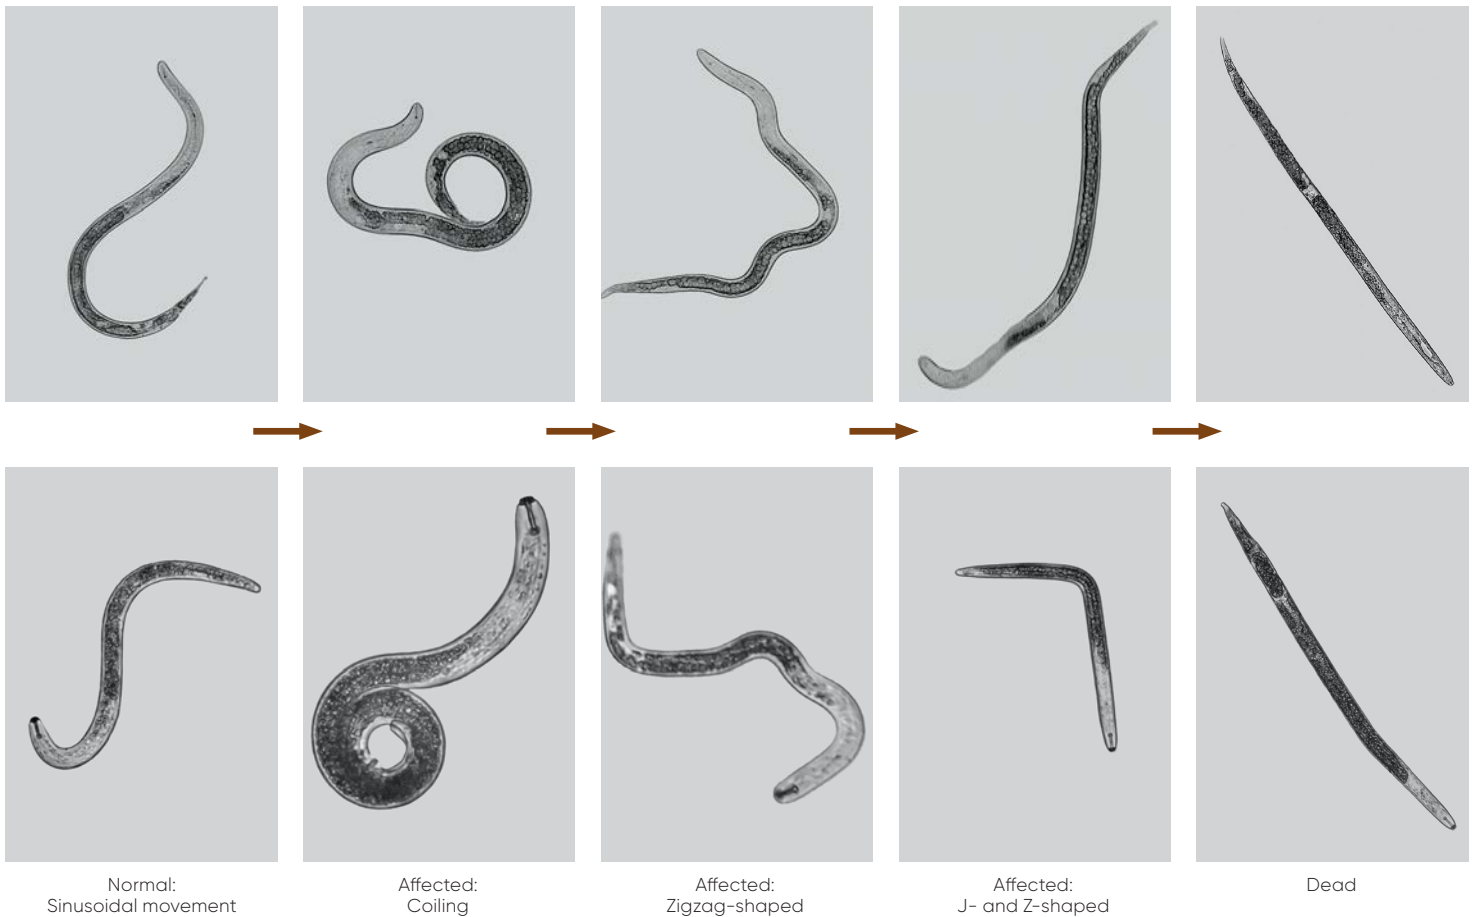 Normal:
Sinusoidal movement
Affected:
Coiling
Affected:
Zigzag-shaped
Affected:
J- and Z-shaped
Dead